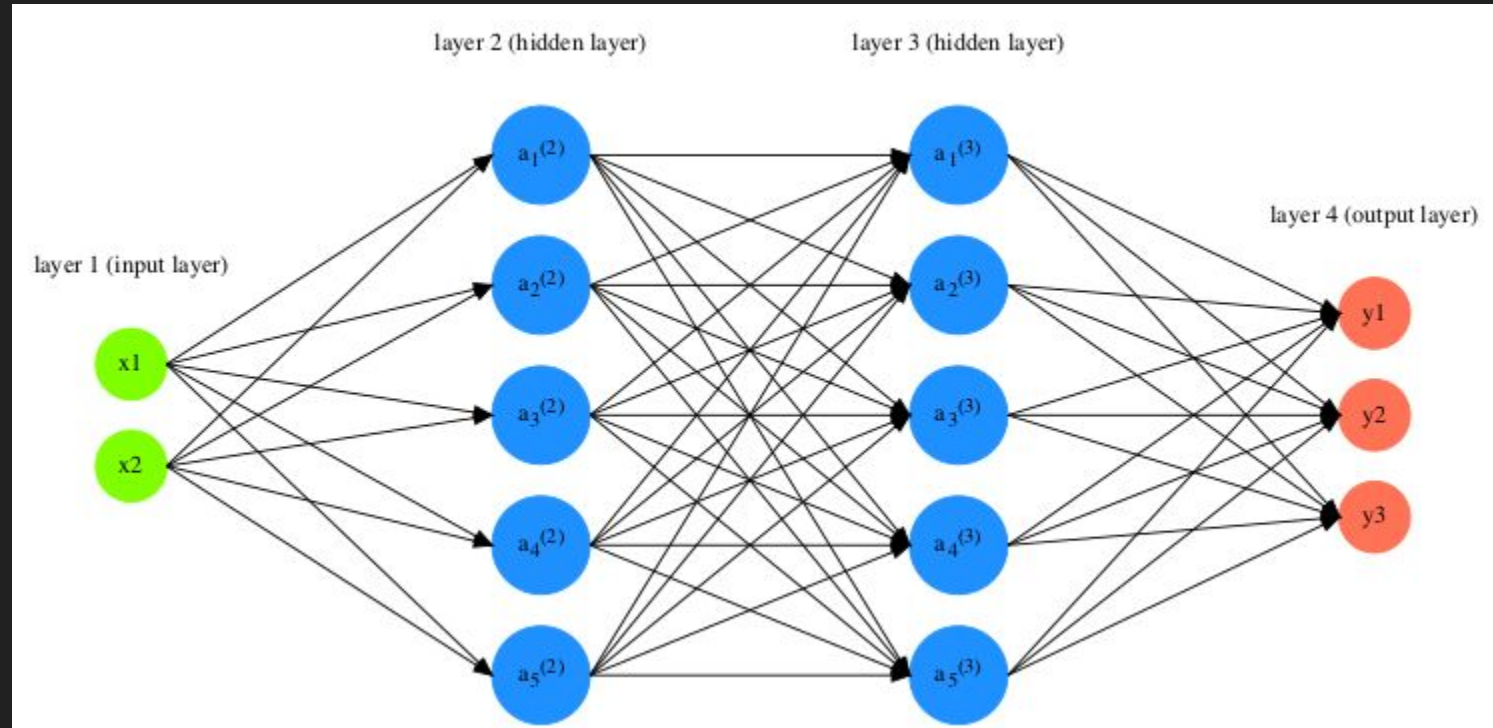 layer 2 (hidden layer)
layer 3 (hidden layer)
layer 4 (output layer)
layer 1 (input layer)
x1
x2
a₁⁽²⁾
a₂⁽²⁾
a₃⁽²⁾
a₄⁽²⁾
a₅⁽²⁾
a₁⁽³⁾
a₂⁽³⁾
a₃⁽³⁾
a₄⁽³⁾
a₅⁽³⁾
y1
y2
y3